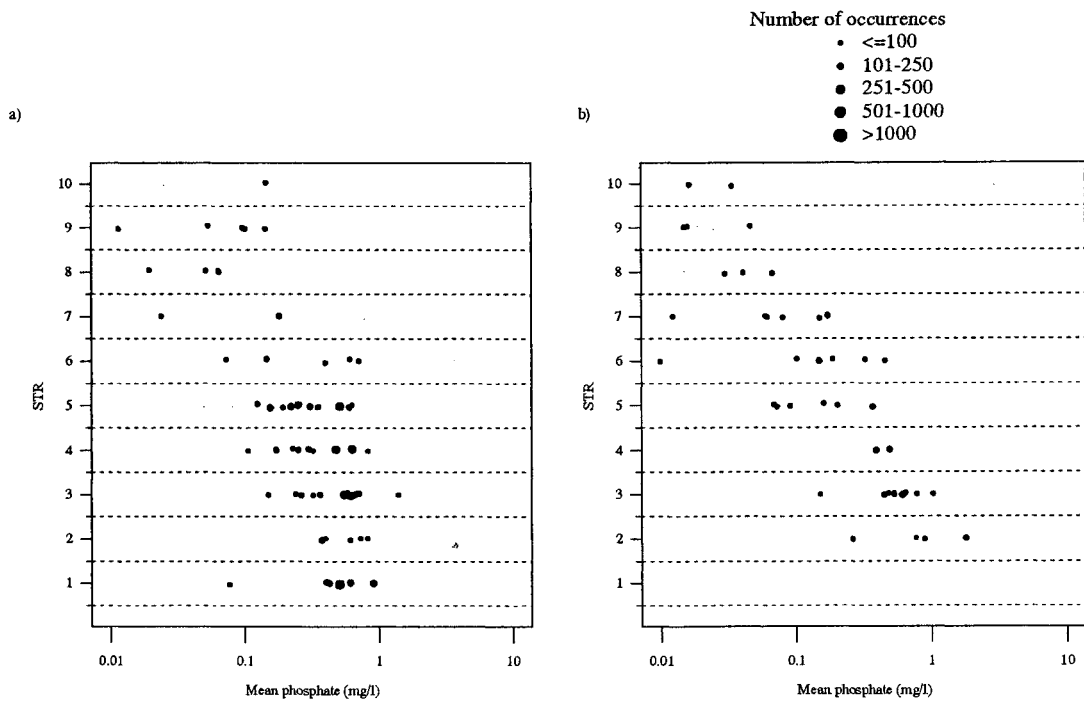 Number of occurrences
<=100
101-250
251-500
501-1000
>1000
a)
STR
10
9
8
7
6
5
4
3
2
1
0.01 0.1 1 10
Mean phosphate (mg/l)
b)
STR
10
9
8
7
6
5
4
3
2
1
0.01 0.1 1 10
Mean phosphate (mg/l)